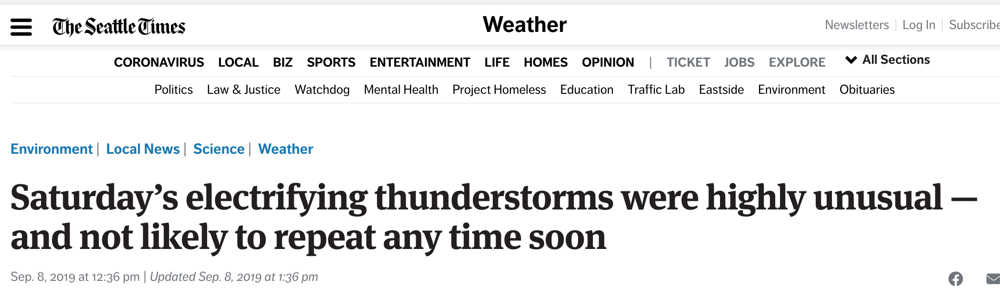 The Seattle Times Weather Newsletters | Log In | Subscribe
CORONAVIRUS LOCAL BIZ SPORTS ENTERTAINMENT LIFE HOMES OPINION | TICKET JOBS EXPLORE All Sections
Politics Law & Justice Watchdog Mental Health Project Homeless Education Traffic Lab Eastside Environment Obituaries
Environment | Local News | Science | Weather
Saturday’s electrifying thunderstorms were highly unusual —
and not likely to repeat any time soon
Sep. 8, 2019 at 12:36 pm | Updated Sep. 8, 2019 at 1:36 pm